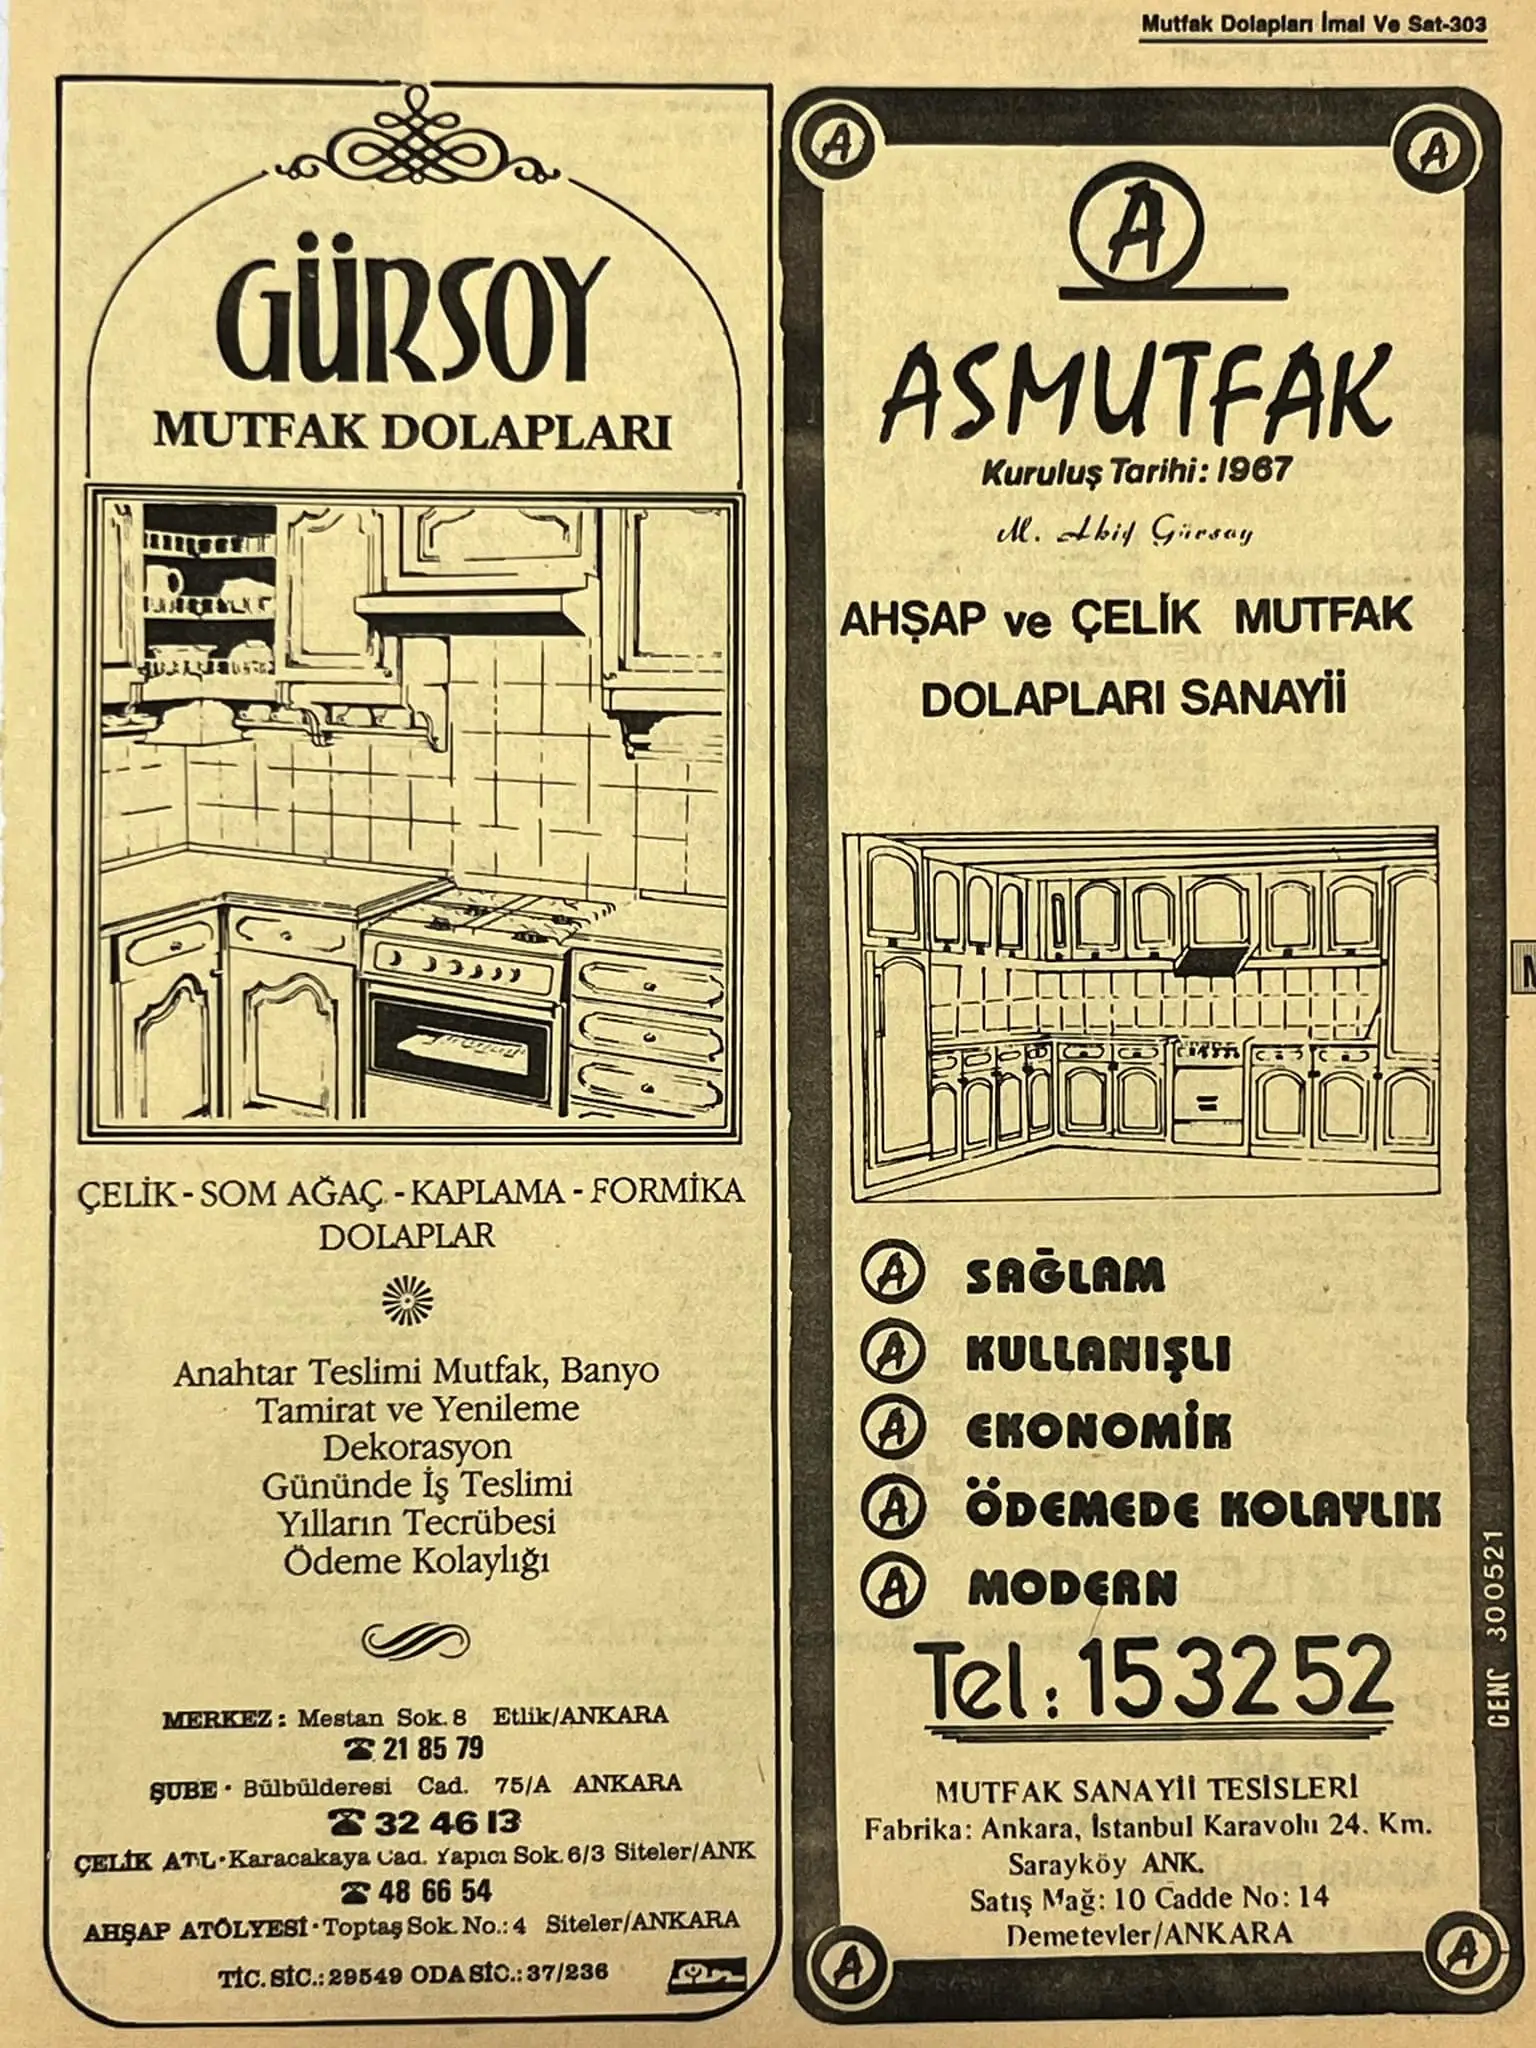 Mutfak Dolapları İmal Ve Sat-303
GÜRSOY
MUTFAK DOLAPLARI
ÇELİK - SOM AĞAÇ - KAPLAMA - FORMİKA
DOLAPLAR
Anahtar Teslimi Mutfak, Banyo
Tamirat ve Yenileme
Dekorasyon
Gününde İş Teslimi
Yılların Tecrübesi
Ödeme Kolaylığı
MERKEZ: Mestan Sok. 8 Etlik/ANKARA
☎ 21 85 79
ŞUBE · Bülbülderesi Cad. 75/A ANKARA
☎ 32 46 13
ÇELİK ATL · Karacakaya Cad. Yapıcı Sok. 6/3 Siteler/ANK
☎ 48 66 54
AHŞAP ATÖLYESİ · Toptaş Sok. No.: 4 Siteler/ANKARA
TİC. SİC.: 29549 ODA SİC.: 37/236
A
A
A
ASMUTFAK
Kuruluş Tarihi: 1967
M. Akif Gürsoy
AHŞAP ve ÇELİK MUTFAK
DOLAPLARI SANAYİİ
A SAĞLAM
A KULLANIŞLI
A EKONOMİK
A ÖDEMEDE KOLAYLIK
A MODERN
Tel: 153252
MUTFAK SANAYİİ TESİSLERİ
Fabrika: Ankara, İstanbul Karayolu 24. Km.
Sarayköy ANK.
Satış Mağ: 10 Cadde No: 14
Demetevler/ANKARA
A
A
GENÇ 300521